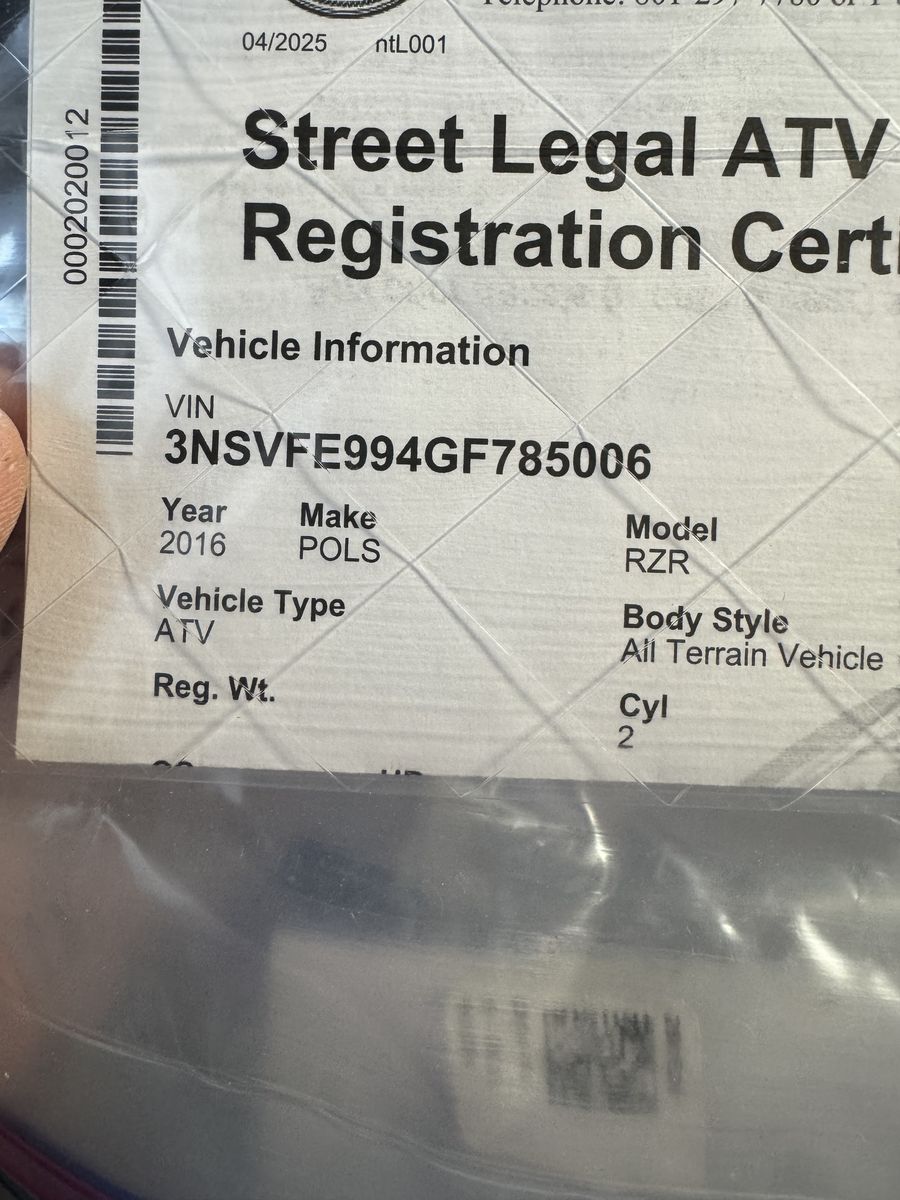 04/2025 ntL001
0002020012
Street Legal ATV
Registration Certi
Vehicle Information
VIN
3NSVFE994GF785006
Year Make Model
2016 POLS RZR
Vehicle Type Body Style
ATV All Terrain Vehicle
Reg. Wt. Cyl
2